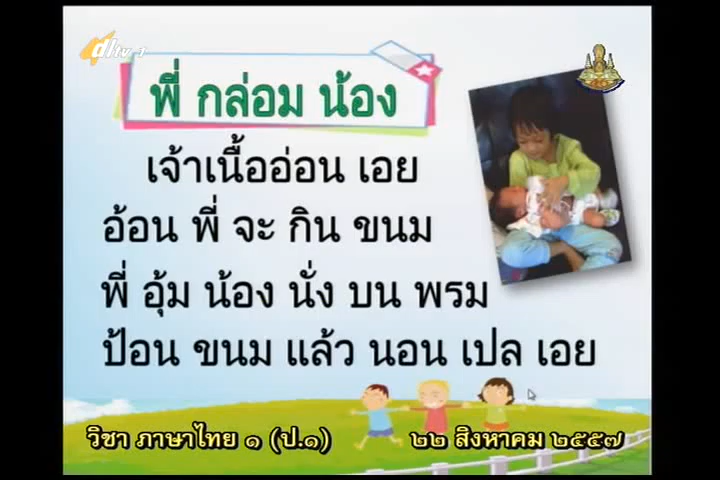 dltv 1
พี่ กล่อม น้อง
เจ้าเนื้ออ่อน เอย
อ้อน พี่ จะ กิน ขนม
พี่ อุ้ม น้อง นั่ง บน พรม
ป้อน ขนม แล้ว นอน เปล เอย
วิชา ภาษาไทย ๑ (ป.๑)
๒๒ สิงหาคม ๒๕๕๗